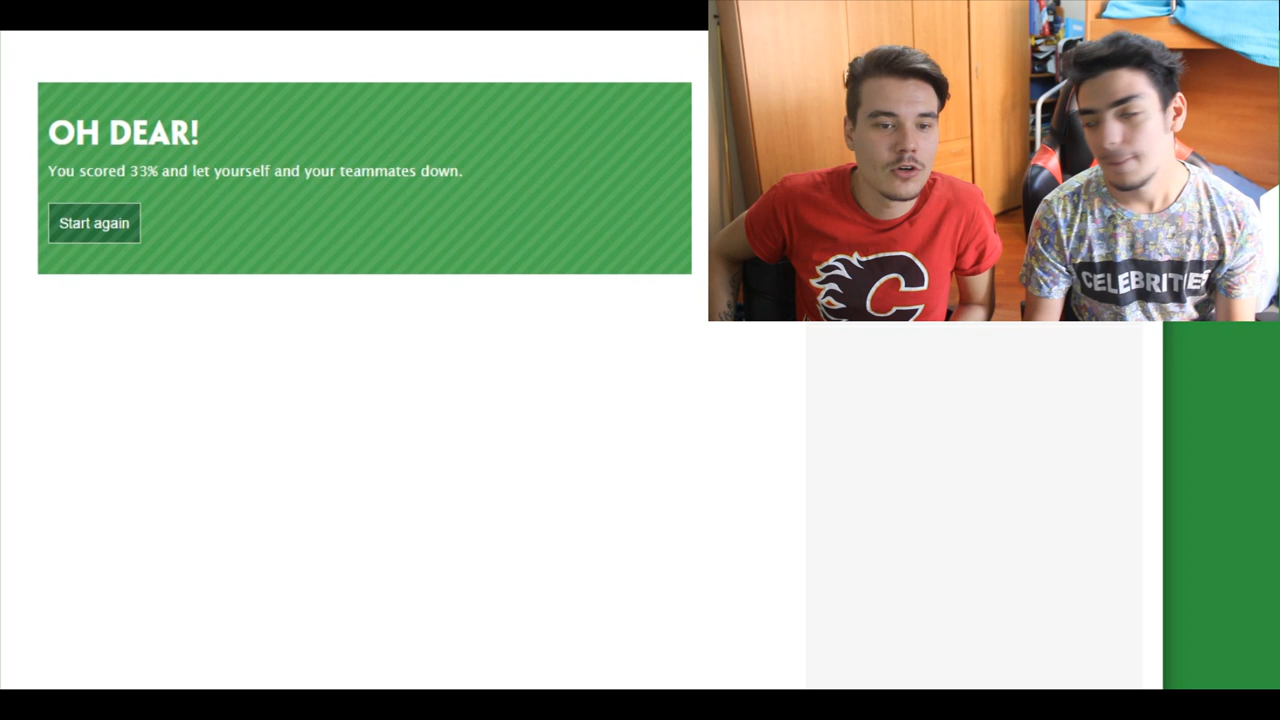 OH DEAR!
You scored 33% and let yourself and your teammates down.
Start again
C
CELEBRITIES